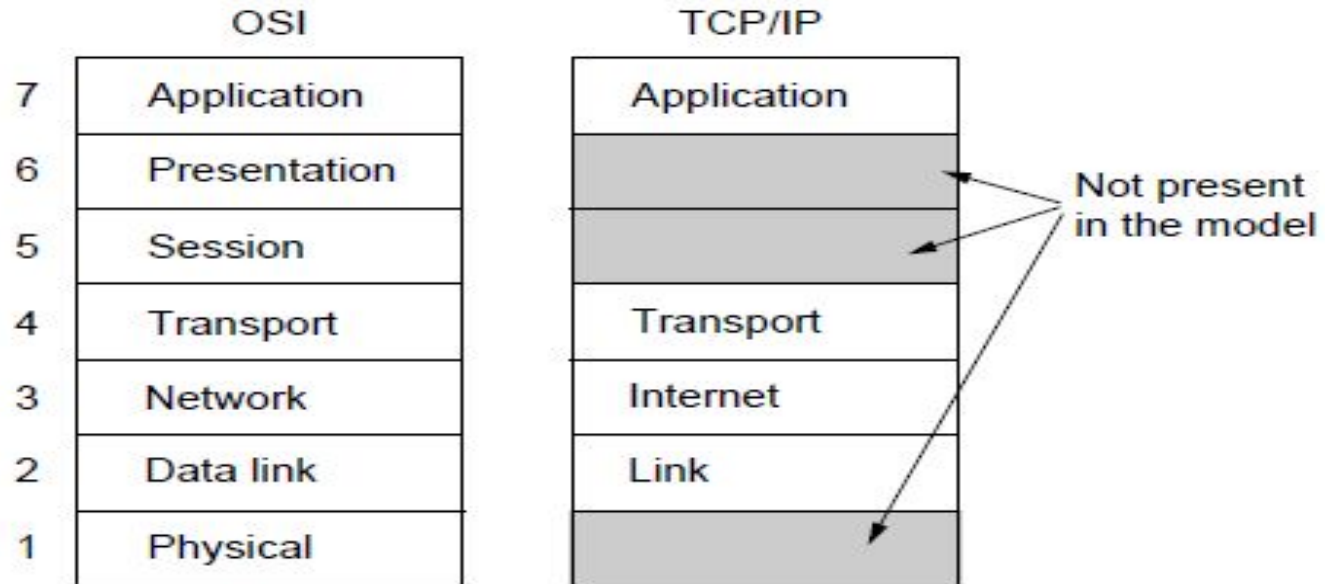 OSI TCP/IP
7 Application Application
6 Presentation
Not present
in the model
5 Session
4 Transport Transport
3 Network Internet
2 Data link Link
1 Physical